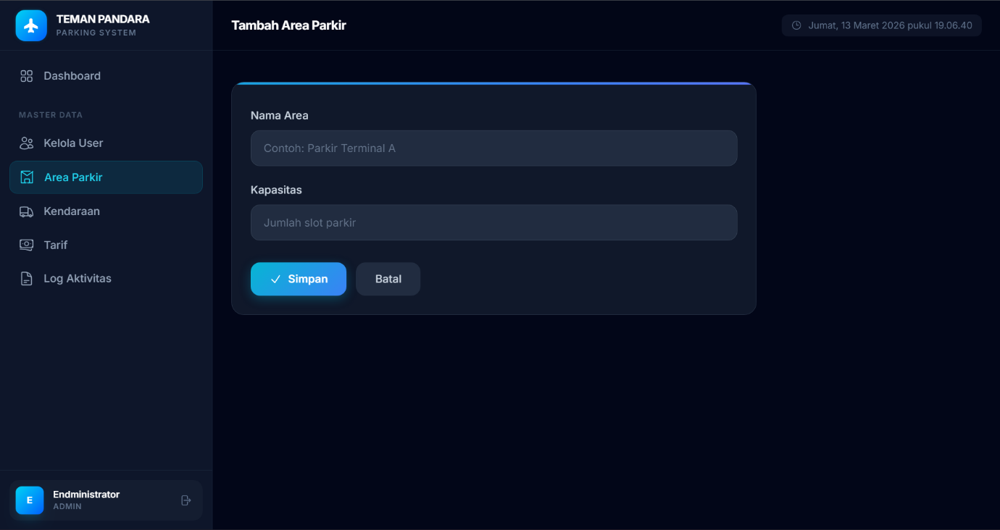 TEMAN PANDARA
PARKING SYSTEM
Tambah Area Parkir
Jumat, 13 Maret 2026 pukul 19.06.40
Dashboard
MASTER DATA
Kelola User
Area Parkir
Kendaraan
Tarif
Log Aktivitas
Nama Area
Contoh: Parkir Terminal A
Kapasitas
Jumlah slot parkir
Simpan
Batal
E
Endministrator
ADMIN